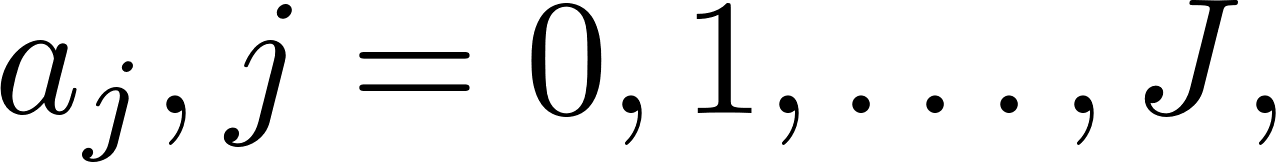 a_j, j = 0, 1, . . . , J,